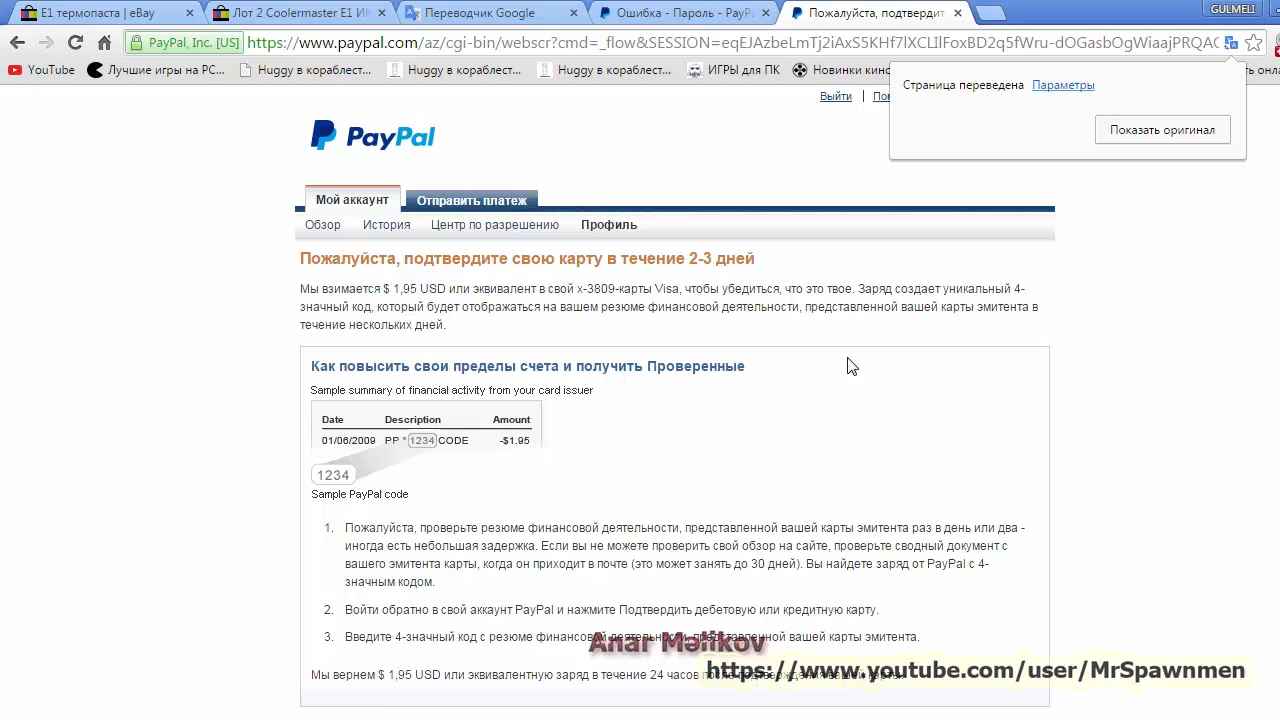 E1 термопаста | eBay
Лот 2 Coolermaster E1 И
Переводчик Google
Ошибка - Пароль - PayP
Пожалуйста, подтвердит
GULMELI
PayPal, Inc. [US]
https://www.paypal.com/az/cgi-bin/webscr?cmd=_flow&SESSION=eqEJAzbeLmTj2iAxS5KHf7lXCLIlFoxBD2q5fWru-dOGasbOgWiaajPRQAC
YouTube
Лучшие игры на PC...
Huggy в кораблест...
Huggy в кораблест...
Huggy в кораблест...
ИГРЫ ДЛЯ ПК
Новинки кино
ть онла
Страница переведена Параметры
Показать оригинал
Выйти
Пом
PayPal
Мой аккаунт
Отправить платеж
Обзор
История
Центр по разрешению
Профиль
Пожалуйста, подтвердите свою карту в течение 2-3 дней
Мы взимается $ 1,95 USD или эквивалент в свой x-3809-карты Visa, чтобы убедиться, что это твое. Заряд создает уникальный 4-
значный код, который будет отображаться на вашем резюме финансовой деятельности, представленной вашей карты эмитента в
течение нескольких дней.
Как повысить свои пределы счета и получить Проверенные
Sample summary of financial activity from your card issuer
Date Description Amount
01/06/2009 PP * 1234 CODE -$1.95
1234
Sample PayPal code
1. Пожалуйста, проверьте резюме финансовой деятельности, представленной вашей карты эмитента раз в день или два -
иногда есть небольшая задержка. Если вы не можете проверить свой обзор на сайте, проверьте сводный документ с
вашего эмитента карты, когда он приходит в почте (это может занять до 30 дней). Вы найдете заряд от PayPal с 4-
значным кодом.
2. Войти обратно в свой аккаунт PayPal и нажмите Подтвердить дебетовую или кредитную карту.
3. Введите 4-значный код с резюме финансовой деятельности, представленной вашей карты эмитента.
Anar Məlikov
Мы вернем $ 1,95 USD или эквивалентную заряд в течение 24 часов после подтверждения вашей карты.
https://www.youtube.com/user/MrSpawnmen